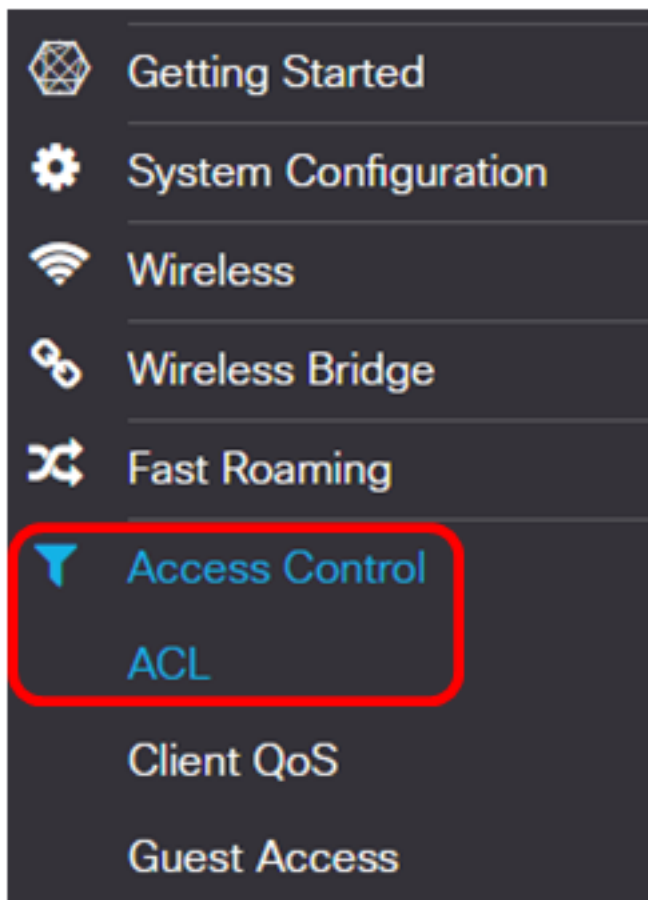 Getting Started
System Configuration
Wireless
Wireless Bridge
Fast Roaming
Access Control
ACL
Client QoS
Guest Access